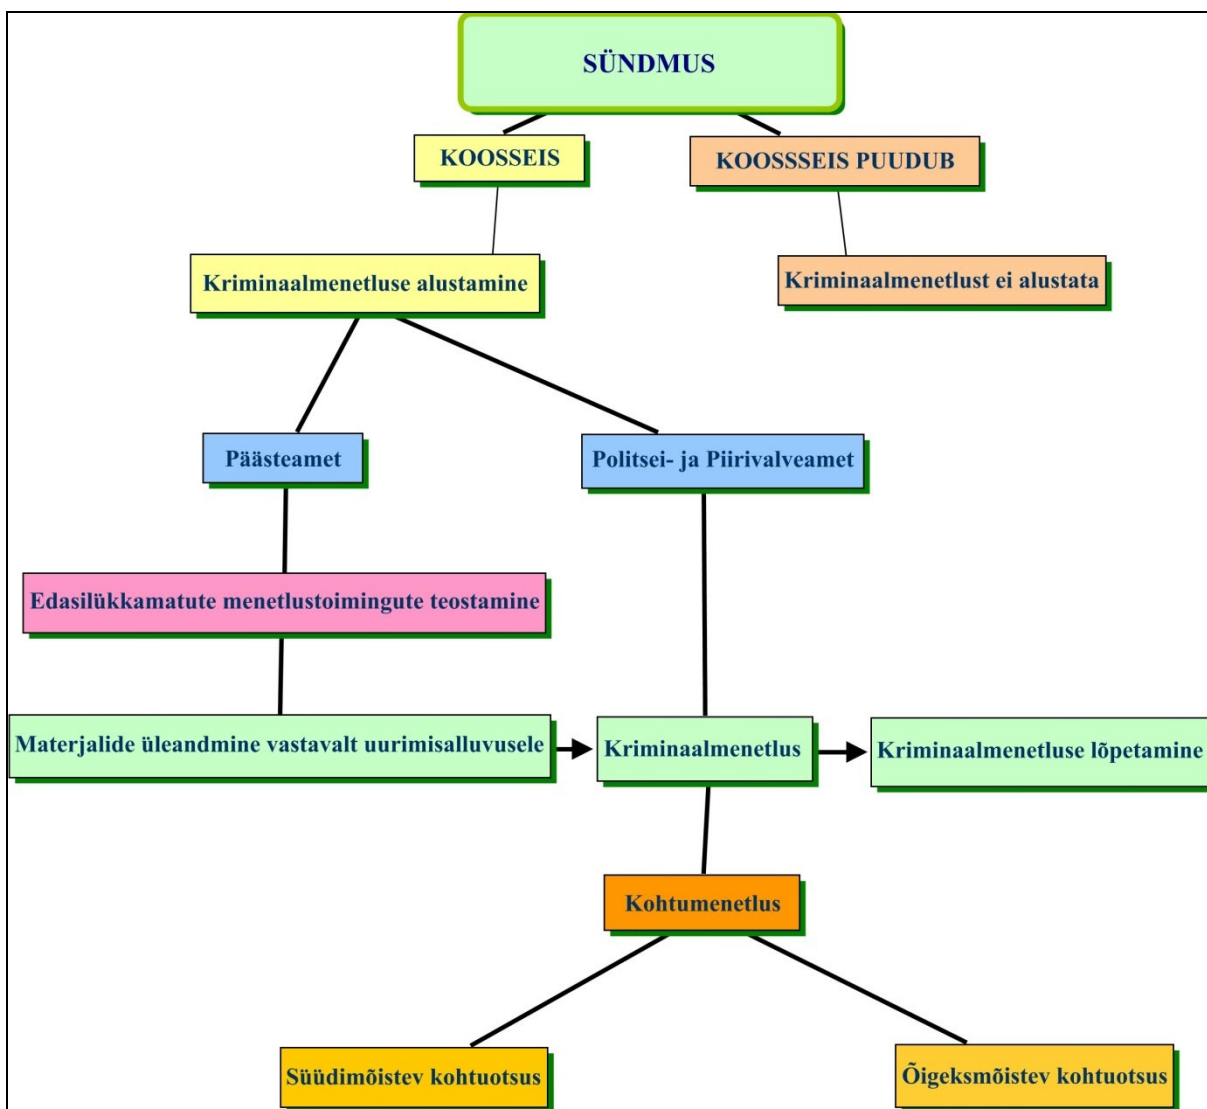 SÜNDMUS
KOOSSEIS
KOOSSSEIS PUUDUB
Kriminaalmenetluse alustamine
Kriminaalmenetlust ei alustata
Päästeamet
Politsei- ja Piirivalveamet
Edasilükkamatute menetlustoimingute teostamine
Materjalide üleandmine vastavalt uurimisalluvusele
Kriminaalmenetlus
Kriminaalmenetluse lõpetamine
Kohtumenetlus
Süüdimõistev kohtuotsus
Õigeksmõistev kohtuotsus